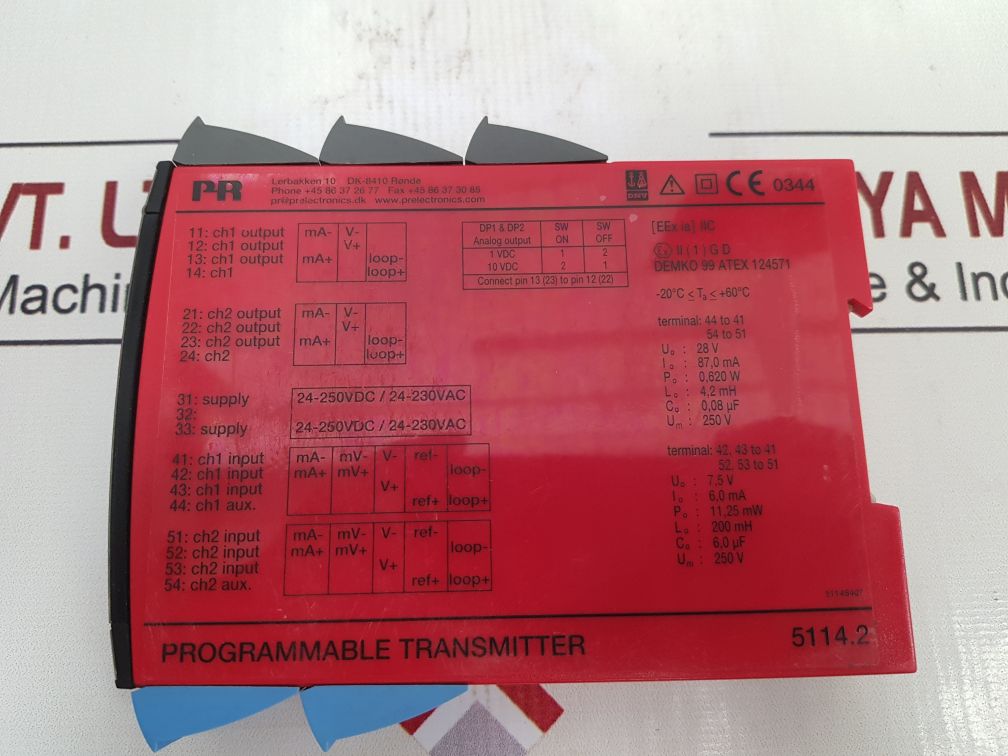 PR
Lerbakken 10 DK-8410 Rønde
Phone +45 86 37 26 77 Fax +45 86 37 30 85
pr@prelectronics.dk www.prelectronics.com
DNV
CE 0344
11: ch1 output mA- V-
12: ch1 output V+
13: ch1 output mA+ loop-
14: ch1 loop+
DP1 & DP2 SW SW
Analog output ON OFF
1 VDC 1 2
10 VDC 2 1
Connect pin 13 (23) to pin 12 (22)
[EEx ia] IIC
Ex II (1) G D
DEMKO 99 ATEX 124571
-20°C ≤ Ta ≤ +60°C
21: ch2 output mA- V-
22: ch2 output V+
23: ch2 output mA+ loop-
24: ch2 loop+
terminal: 44 to 41
54 to 51
Uo : 28 V
Io : 87,0 mA
Po : 0,620 W
Lo : 4,2 mH
Co : 0,08 µF
Um : 250 V
31: supply 24-250VDC / 24-230VAC
32:
33: supply 24-250VDC / 24-230VAC
41: ch1 input mA- mV- V- ref-
42: ch1 input mA+ mV+ loop-
43: ch1 input V+
44: ch1 aux. ref+ loop+
terminal: 42, 43 to 41
52, 53 to 51
Uo : 7,5 V
Io : 6,0 mA
Po : 11,25 mW
Lo : 200 mH
Co : 6,0 µF
Um : 250 V
51: ch2 input mA- mV- V- ref-
52: ch2 input mA+ mV+ loop-
53: ch2 input V+
54: ch2 aux. ref+ loop+
PROGRAMMABLE TRANSMITTER 5114.2
VT. U
YA M
Machin
e & Ind